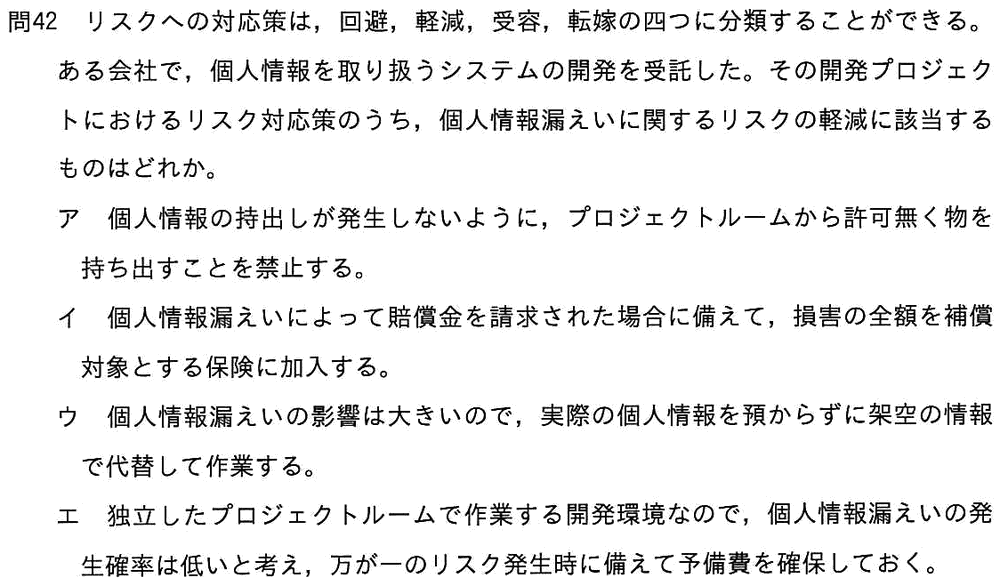 問42 リスクへの対応策は，回避，軽減，受容，転嫁の四つに分類することができる。
ある会社で，個人情報を取り扱うシステムの開発を受託した。その開発プロジェク
トにおけるリスク対応策のうち，個人情報漏えいに関するリスクの軽減に該当する
ものはどれか。
ア 個人情報の持出しが発生しないように，プロジェクトルームから許可無く物を
持ち出すことを禁止する。
イ 個人情報漏えいによって賠償金を請求された場合に備えて，損害の全額を補償
対象とする保険に加入する。
ウ 個人情報漏えいの影響は大きいので，実際の個人情報を預からずに架空の情報
で代替して作業する。
エ 独立したプロジェクトルームで作業する開発環境なので，個人情報漏えいの発
生確率は低いと考え，万が一のリスク発生時に備えて予備費を確保しておく。